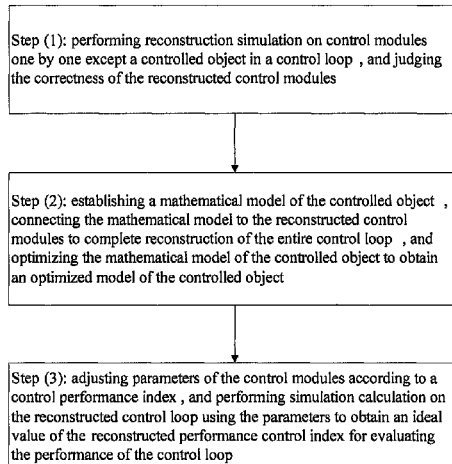 Step (1): performing reconstruction simulation on control modules
one by one except a controlled object in a control loop , and judging
the correctness of the reconstructed control modules
Step (2): establishing a mathematical model of the controlled object ,
connecting the mathematical model to the reconstructed control
modules to complete reconstruction of the entire control loop , and
optimizing the mathematical model of the controlled object to obtain
an optimized model of the controlled object
Step (3): adjusting parameters of the control modules according to a
control performance index , and performing simulation calculation on
the reconstructed control loop using the parameters to obtain an ideal
value of the reconstructed performance control index for evaluating
the performance of the control loop